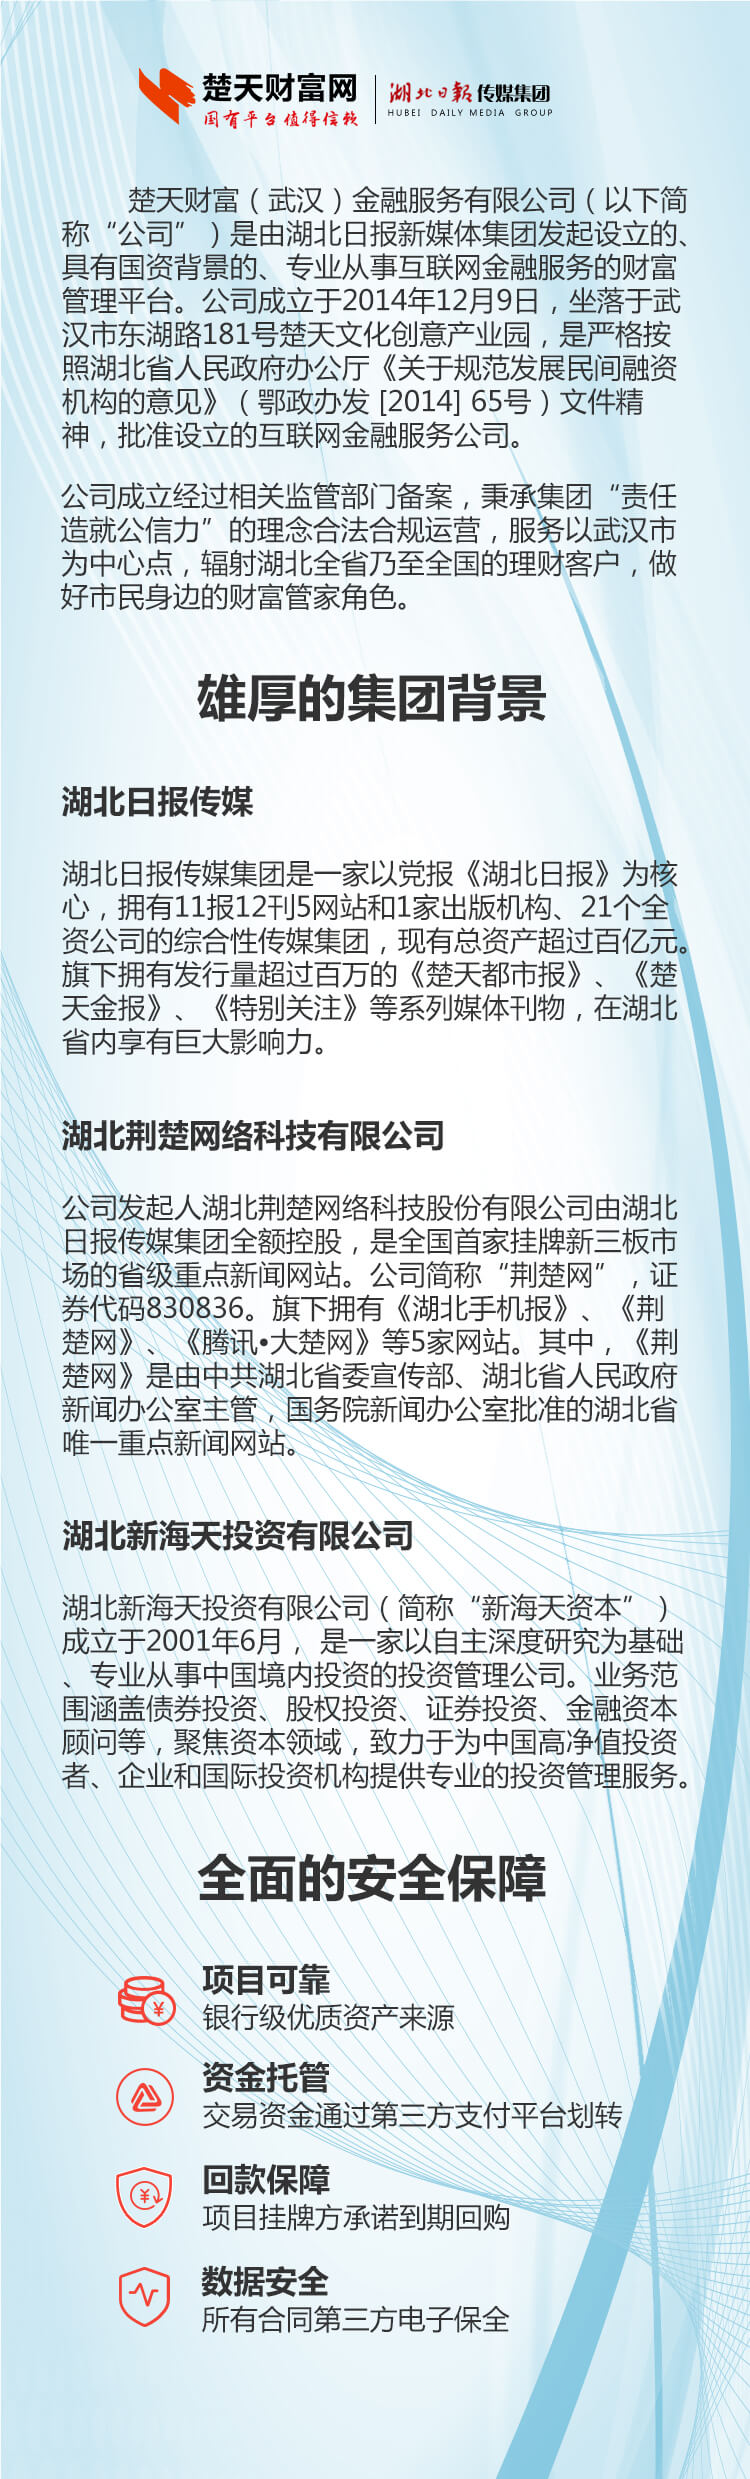 楚天财富网
国有平台值得信赖
湖北日報传媒集团
HUBEI DAILY MEDIA GROUP
楚天财富（武汉）金融服务有限公司（以下简
称“公司”）是由湖北日报新媒体集团发起设立的、
具有国资背景的、专业从事互联网金融服务的财富
管理平台。公司成立于2014年12月9日，坐落于武
汉市东湖路181号楚天文化创意产业园，是严格按
照湖北省人民政府办公厅《关于规范发展民间融资
机构的意见》（鄂政办发 [2014] 65号）文件精
神，批准设立的互联网金融服务公司。
公司成立经过相关监管部门备案，秉承集团“责任
造就公信力”的理念合法合规运营，服务以武汉市
为中心点，辐射湖北全省乃至全国的理财客户，做
好市民身边的财富管家角色。
雄厚的集团背景
湖北日报传媒
湖北日报传媒集团是一家以党报《湖北日报》为核
心，拥有11报12刊5网站和1家出版机构、21个全
资公司的综合性传媒集团，现有总资产超过百亿元。
旗下拥有发行量超过百万的《楚天都市报》、《楚
天金报》、《特别关注》等系列媒体刊物，在湖北
省内享有巨大影响力。
湖北荆楚网络科技有限公司
公司发起人湖北荆楚网络科技股份有限公司由湖北
日报传媒集团全额控股，是全国首家挂牌新三板市
场的省级重点新闻网站。公司简称“荆楚网”，证
券代码830836。旗下拥有《湖北手机报》、《荆
楚网》、《腾讯•大楚网》等5家网站。其中，《荆
楚网》是由中共湖北省委宣传部、湖北省人民政府
新闻办公室主管，国务院新闻办公室批准的湖北省
唯一重点新闻网站。
湖北新海天投资有限公司
湖北新海天投资有限公司（简称“新海天资本”）
成立于2001年6月， 是一家以自主深度研究为基础
、专业从事中国境内投资的投资管理公司。业务范
围涵盖债券投资、股权投资、证券投资、金融资本
顾问等，聚焦资本领域，致力于为中国高净值投资
者、企业和国际投资机构提供专业的投资管理服务。
全面的安全保障
项目可靠
银行级优质资产来源
资金托管
交易资金通过第三方支付平台划转
回款保障
项目挂牌方承诺到期回购
数据安全
所有合同第三方电子保全